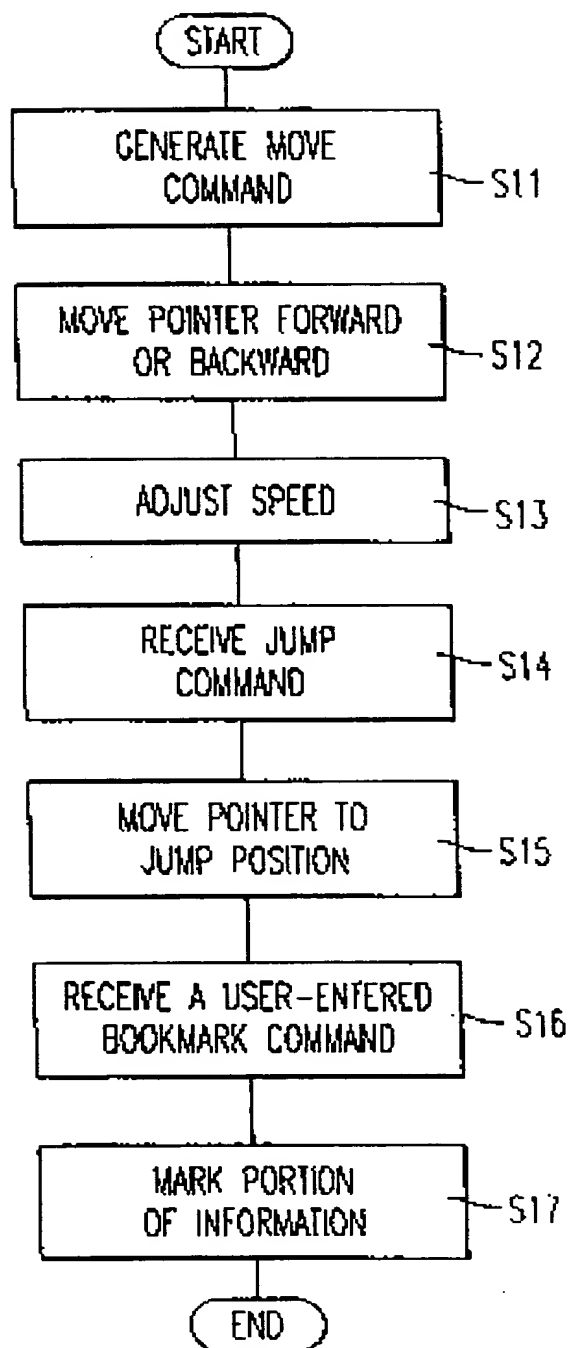 START
GENERATE MOVE
COMMAND
S11
MOVE POINTER FORWARD
OR BACKWARD
S12
ADJUST SPEED
S13
RECEIVE JUMP
COMMAND
S14
MOVE POINTER TO
JUMP POSITION
S15
RECEIVE A USER-ENTERED
BOOKMARK COMMAND
S16
MARK PORTION
OF INFORMATION
S17
END